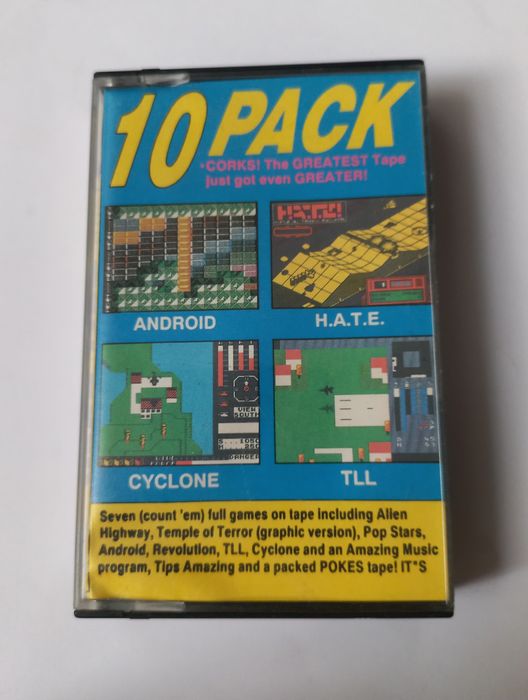 10 PACK
*CORKS! The GREATEST Tape
just got even GREATER!
H.A.T.E.
ANDROID
H.A.T.E.
VIEW
SOUTH
CYCLONE
TLL
Seven (count 'em) full games on tape including Alien
Highway, Temple of Terror (graphic version), Pop Stars,
Android, Revolution, TLL, Cyclone and an Amazing Music
program, Tips Amazing and a packed POKES tape! IT"S